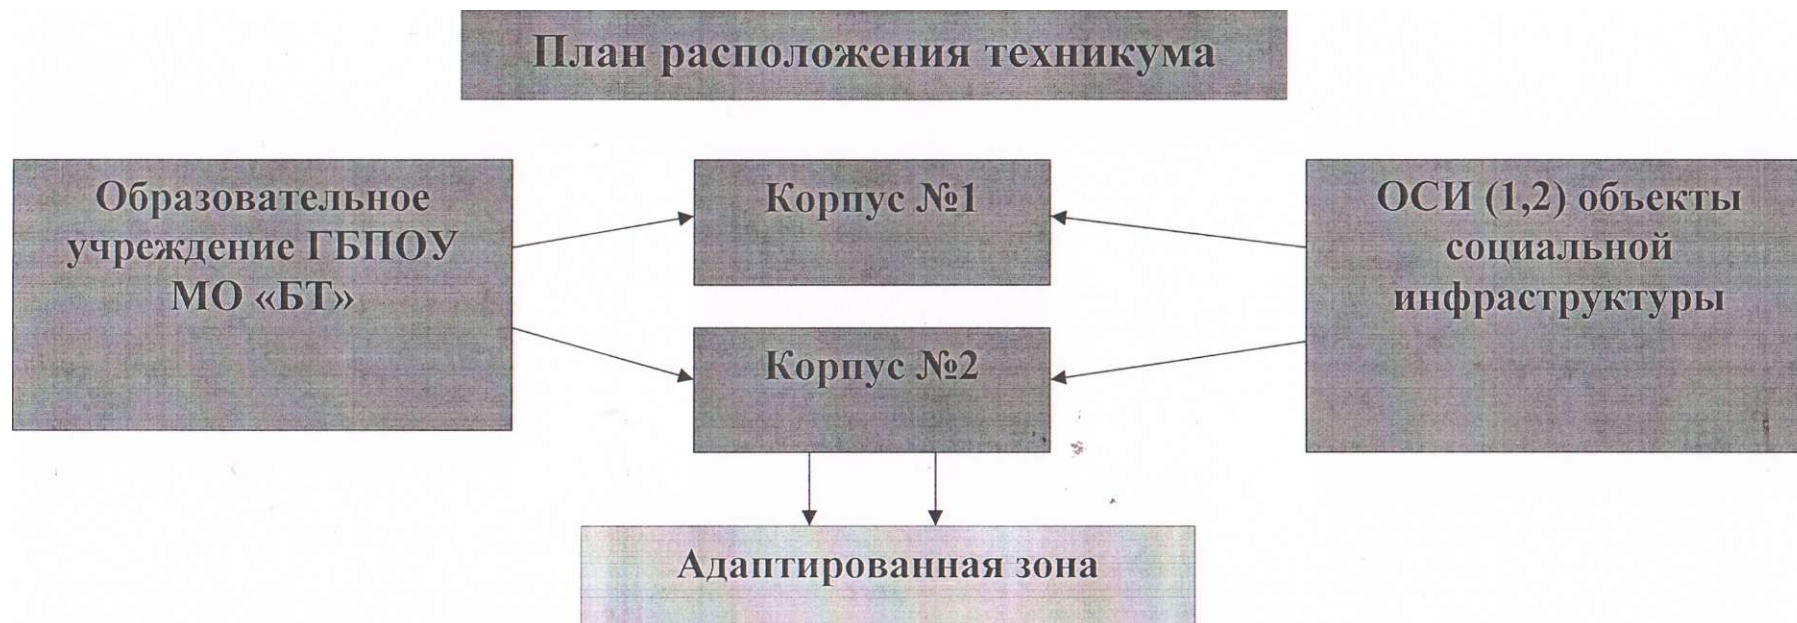 План расположения техникума
Образовательное
учреждение ГБПОУ
МО «БТ»
Корпус №1
Корпус №2
ОСИ (1,2) объекты
социальной
инфраструктуры
Адаптированная зона